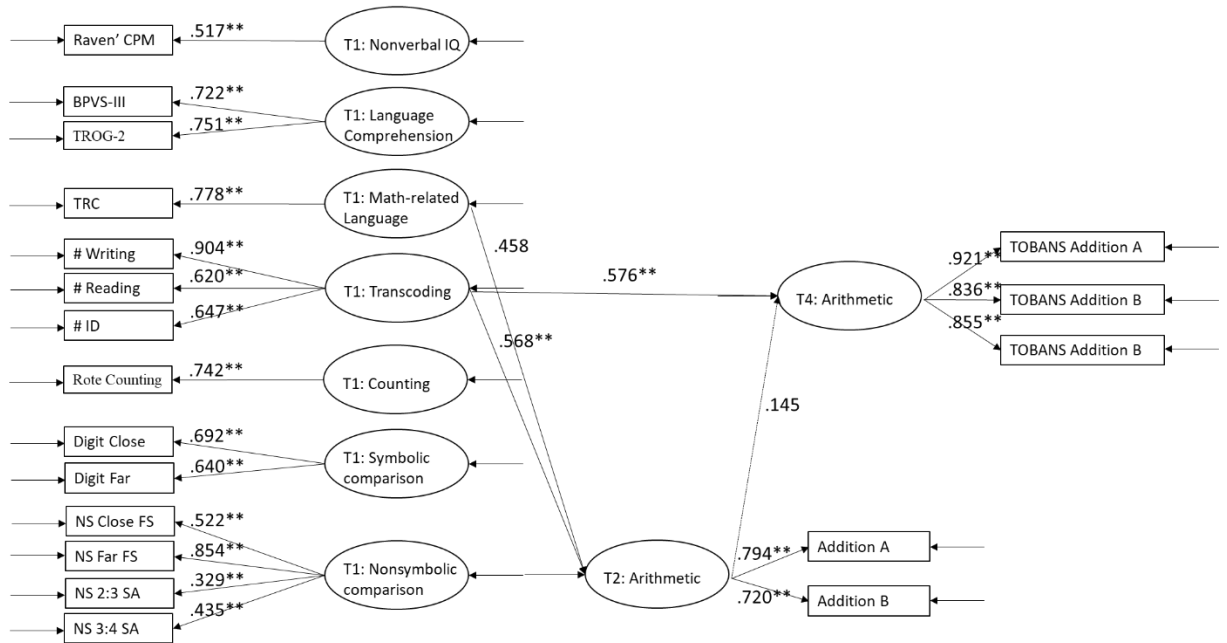 Raven' CPM
.517**
T1: Nonverbal IQ
BPVS-III
.722**
TROG-2
.751**
T1: Language
Comprehension
TRC
.778**
T1: Math-related
Language
.458
# Writing
.904**
# Reading
.620**
# ID
.647**
T1: Transcoding
.576**
.568**
T4: Arithmetic
TOBANS Addition A
.921**
TOBANS Addition B
.836**
TOBANS Addition B
.855**
Rote Counting
.742**
T1: Counting
.145
Digit Close
.692**
Digit Far
.640**
T1: Symbolic
comparison
NS Close FS
.522**
NS Far FS
.854**
NS 2:3 SA
.329**
NS 3:4 SA
.435**
T1: Nonsymbolic
comparison
T2: Arithmetic
.794**
Addition A
.720**
Addition B